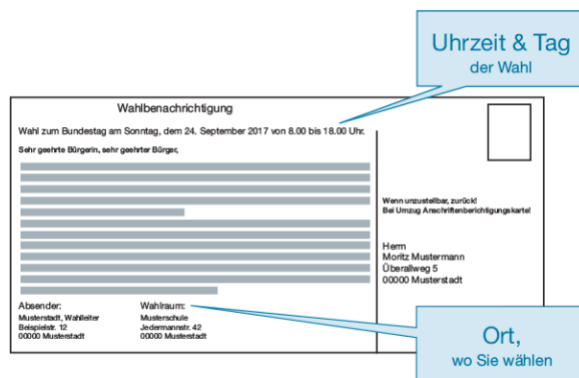 Uhrzeit & Tag
der Wahl
Wahlbenachrichtigung
Wahl zum Bundestag am Sonntag, dem 24. September 2017 von 8.00 bis 18.00 Uhr.
Sehr geehrte Bürgerin, sehr geehrter Bürger,
Wenn unzustellbar, zurück!
Bei Umzug Anschriftenberichtigungskarte!
Herrn
Moritz Mustermann
Überallweg 5
00000 Musterstadt
Absender:
Musterstadt, Wahlleiter
Beispielstr. 12
00000 Musterstadt
Wahlraum:
Musterschule
Jedermannstr. 42
00000 Musterstadt
Ort,
wo Sie wählen